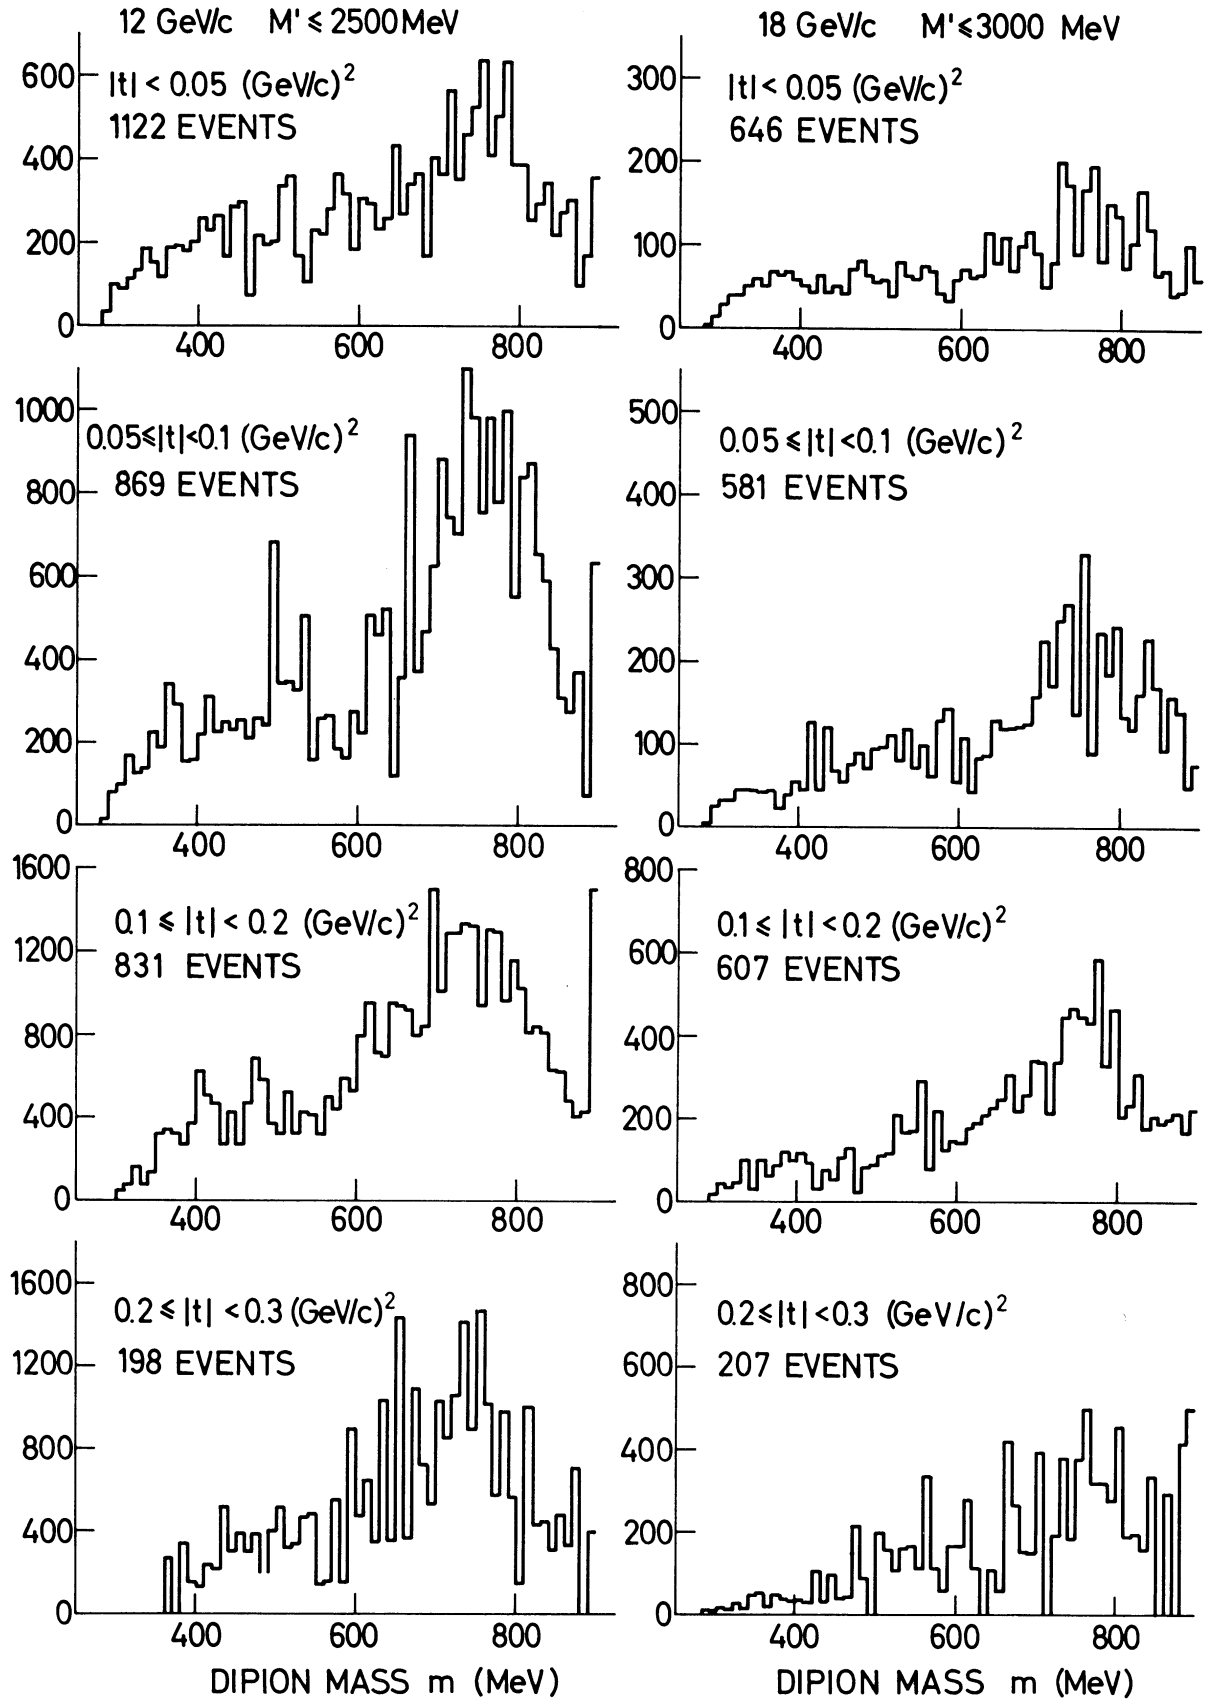 12 GeV/c M' ⩽ 2500 MeV
600
|t| < 0.05 (GeV/c)²
1122 EVENTS
400
200
0
400 600 800
18 GeV/c M' ⩽ 3000 MeV
300
|t| < 0.05 (GeV/c)²
646 EVENTS
200
100
0
400 600 800
1000
0.05 ⩽ |t| < 0.1 (GeV/c)²
869 EVENTS
800
600
400
200
0
400 600 800
500
0.05 ⩽ |t| < 0.1 (GeV/c)²
581 EVENTS
400
300
200
100
0
400 600 800
1600
0.1 ⩽ |t| < 0.2 (GeV/c)²
1200
831 EVENTS
800
400
0
400 600 800
800
0.1 ⩽ |t| < 0.2 (GeV/c)²
600
607 EVENTS
400
200
0
400 600 800
1600
0.2 ⩽ |t| < 0.3 (GeV/c)²
1200
198 EVENTS
800
400
0
400 600 800
DIPION MASS m (MeV)
800
0.2 ⩽ |t| < 0.3 (GeV/c)²
600
207 EVENTS
400
200
0
400 600 800
DIPION MASS m (MeV)